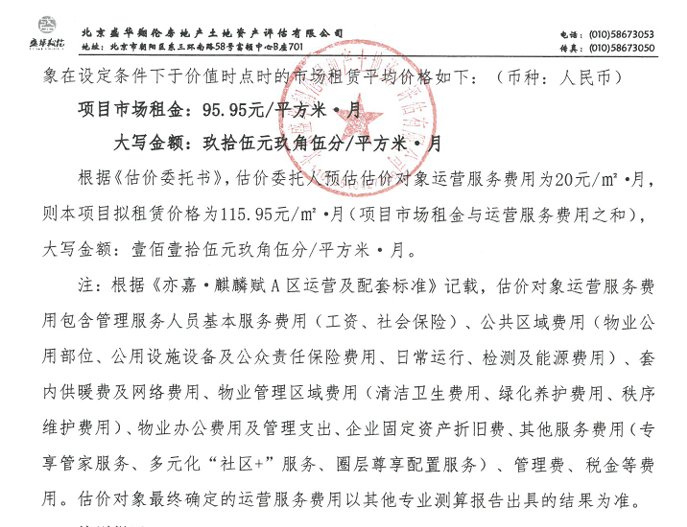 北京盛华翔伦房地产土地资产评估有限公司
地址：北京市朝阳区东三环南路58号富顿中心B座701
电话：(010)58673053
传真：(010)58673050
象在设定条件下于价值时点时的市场租赁平均价格如下：（币种：人民币）
项目市场租金：95.95元/平方米·月
大写金额：玖拾伍元玖角伍分/平方米·月
根据《估价委托书》，估价委托人预估估价对象运营服务费用为20元/㎡·月，
则本项目拟租赁价格为115.95元/㎡·月（项目市场租金与运营服务费用之和），
大写金额：壹佰壹拾伍元玖角伍分/平方米·月。
注：根据《亦嘉·麒麟赋A区运营及配套标准》记载，估价对象运营服务费
用包含管理服务人员基本服务费用（工资、社会保险）、公共区域费用（物业公
用部位、公用设施设备及公众责任保险费用、日常运行、检测及能源费用）、套
内供暖费及网络费用、物业管理区域费用（清洁卫生费用、绿化养护费用、秩序
维护费用）、物业办公费用及管理支出、企业固定资产折旧费、其他服务费用（专
享管家服务、多元化“社区+”服务、圈层尊享配置服务）、管理费、税金等费
用。估价对象最终确定的运营服务费用以其他专业测算报告出具的结果为准。